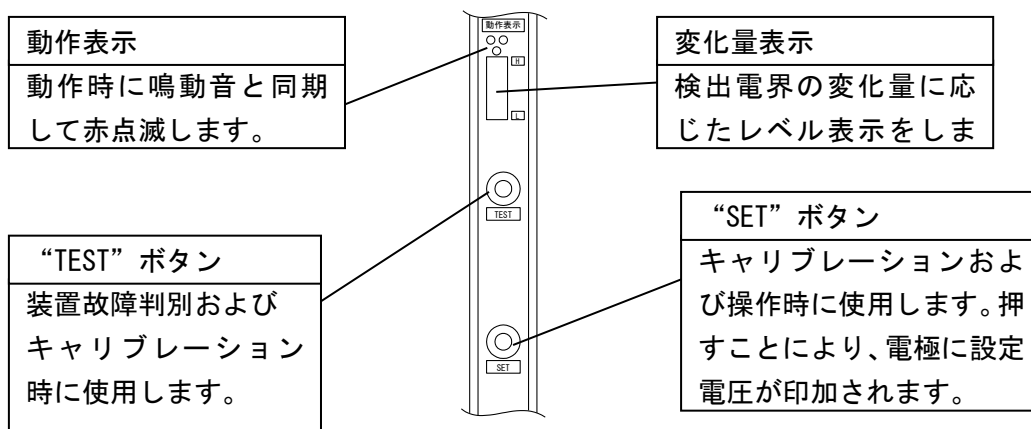 動作表示
動作時に鳴動音と同期
して赤点滅します。
動作表示
H
L
TEST
SET
変化量表示
検出電界の変化量に応
じたレベル表示をしま
“TEST”ボタン
装置故障判別および
キャリブレーション
時に使用します。
“SET”ボタン
キャリブレーションおよ
び操作時に使用します。押
すことにより、電極に設定
電圧が印加されます。